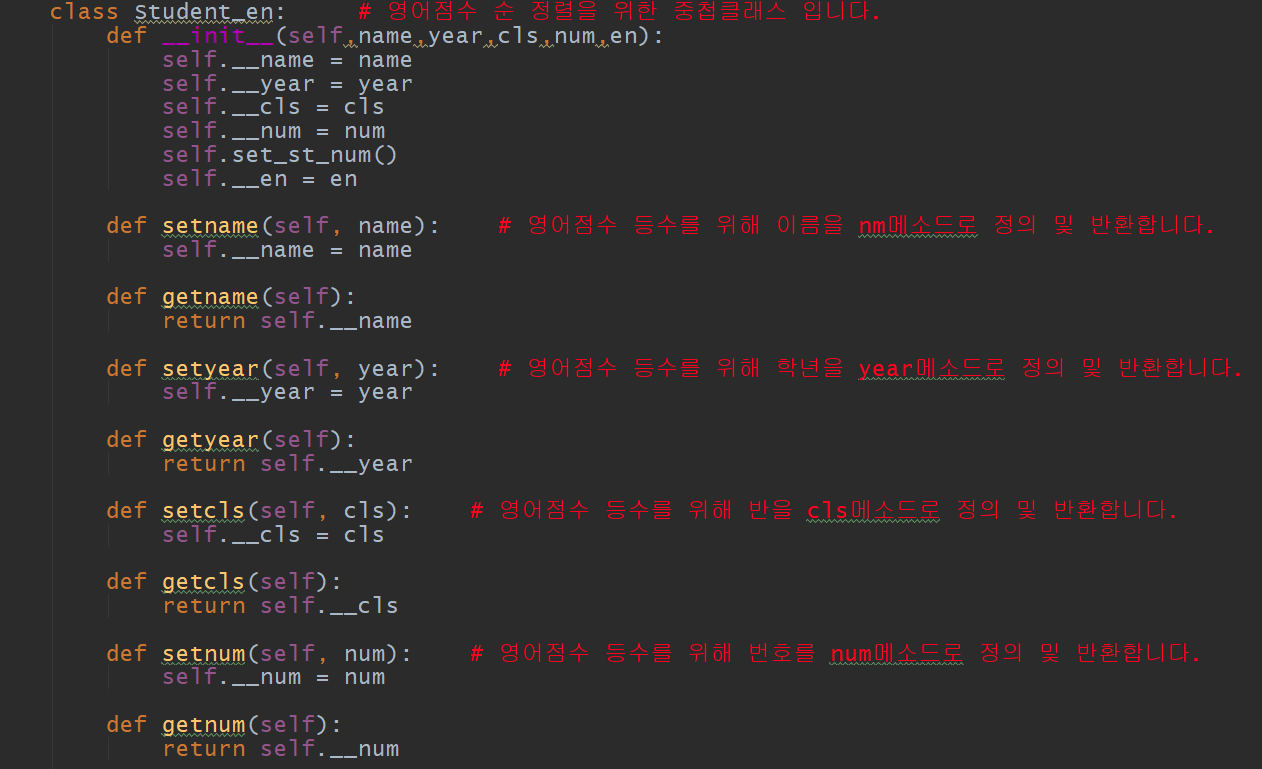 class Student_en:     # 영어점수 순 정렬을 위한 중첩클래스 입니다.
    def __init__(self,name,year,cls,num,en):
        self.__name = name
        self.__year = year
        self.__cls = cls
        self.__num = num
        self.set_st_num()
        self.__en = en
    def setname(self, name):    # 영어점수 등수를 위해 이름을 nm메소드로 정의 및 반환합니다.
        self.__name = name
    def getname(self):
        return self.__name
    def setyear(self, year):    # 영어점수 등수를 위해 학년을 year메소드로 정의 및 반환합니다.
        self.__year = year
    def getyear(self):
        return self.__year
    def setcls(self, cls):    # 영어점수 등수를 위해 반을 cls메소드로 정의 및 반환합니다.
        self.__cls = cls
    def getcls(self):
        return self.__cls
    def setnum(self, num):    # 영어점수 등수를 위해 번호를 num메소드로 정의 및 반환합니다.
        self.__num = num
    def getnum(self):
        return self.__num